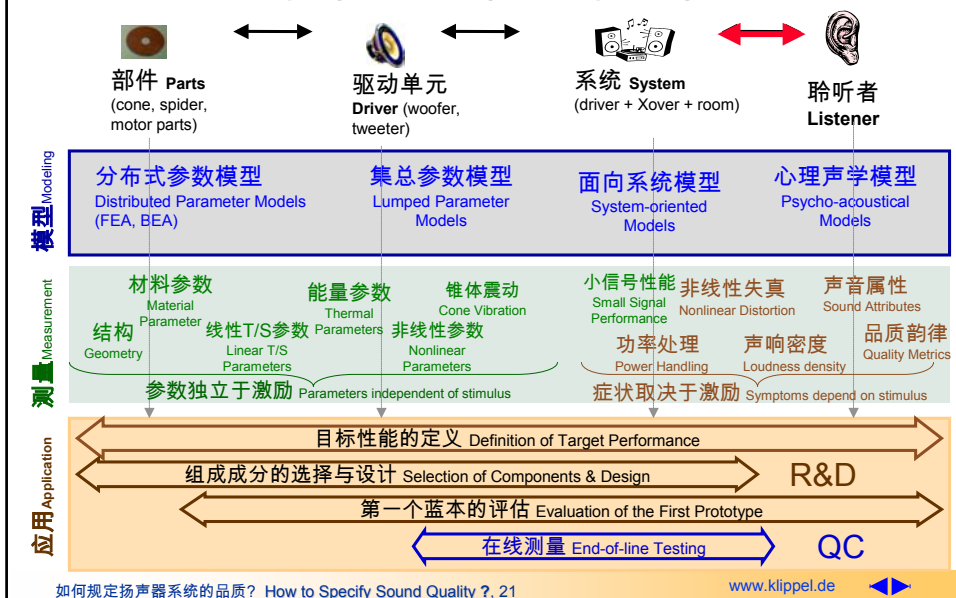 部件 Parts
(cone, spider,
motor parts)
驱动单元
Driver (woofer,
tweeter)
系统 System
(driver + Xover + room)
聆听者
Listener
模型 Modeling
分布式参数模型
Distributed Parameter Models
(FEA, BEA)
集总参数模型
Lumped Parameter
Models
面向系统模型
System-oriented
Models
心理声学模型
Psycho-acoustical
Models
测量 Measurement
材料参数
Material
Parameter
能量参数
Thermal
Parameters
锥体震动
Cone Vibration
小信号性能
Small Signal
Performance
非线性失真
Nonlinear Distortion
声音属性
Sound Attributes
结构
Geometry
线性T/S参数
Linear T/S
Parameters
非线性参数
Nonlinear
Parameters
功率处理
Power Handling
声响密度
Loudness density
品质韵律
Quality Metrics
参数独立于激励 Parameters independent of stimulus
症状取决于激励 Symptoms depend on stimulus
应用 Application
目标性能的定义 Definition of Target Performance
组成成分的选择与设计 Selection of Components & Design
R&D
第一个蓝本的评估 Evaluation of the First Prototype
在线测量 End-of-line Testing
QC
如何规定扬声器系统的品质? How to Specify Sound Quality ?, 21
www.klippel.de